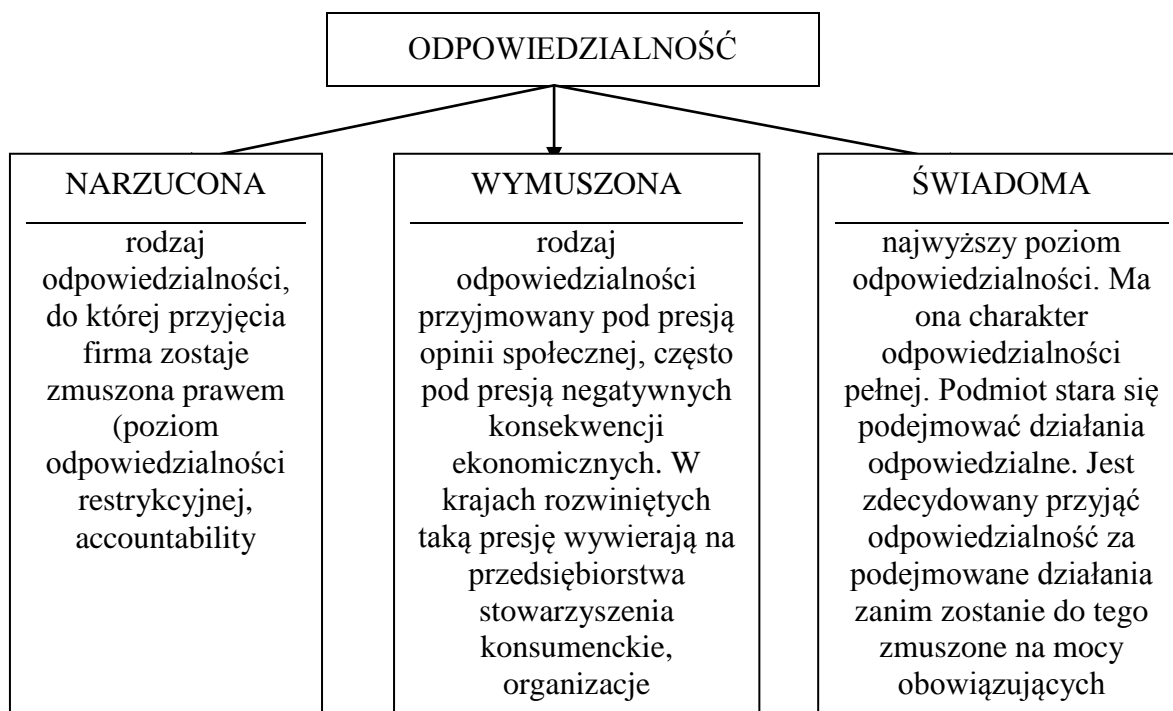 ODPOWIEDZIALNOŚĆ
NARZUCONA
rodzaj
odpowiedzialności,
do której przyjęcia
firma zostaje
zmuszona prawem
(poziom
odpowiedzialności
restrykcyjnej,
accountability
WYMUSZONA
rodzaj
odpowiedzialności
przyjmowany pod presją
opinii społecznej, często
pod presją negatywnych
konsekwencji
ekonomicznych. W
krajach rozwiniętych
taką presję wywierają na
przedsiębiorstwa
stowarzyszenia
konsumenckie,
organizacje
ŚWIADOMA
najwyższy poziom
odpowiedzialności. Ma
ona charakter
odpowiedzialności
pełnej. Podmiot stara się
podejmować działania
odpowiedzialne. Jest
zdecydowany przyjąć
odpowiedzialność za
podejmowane działania
zanim zostanie do tego
zmuszone na mocy
obowiązujących